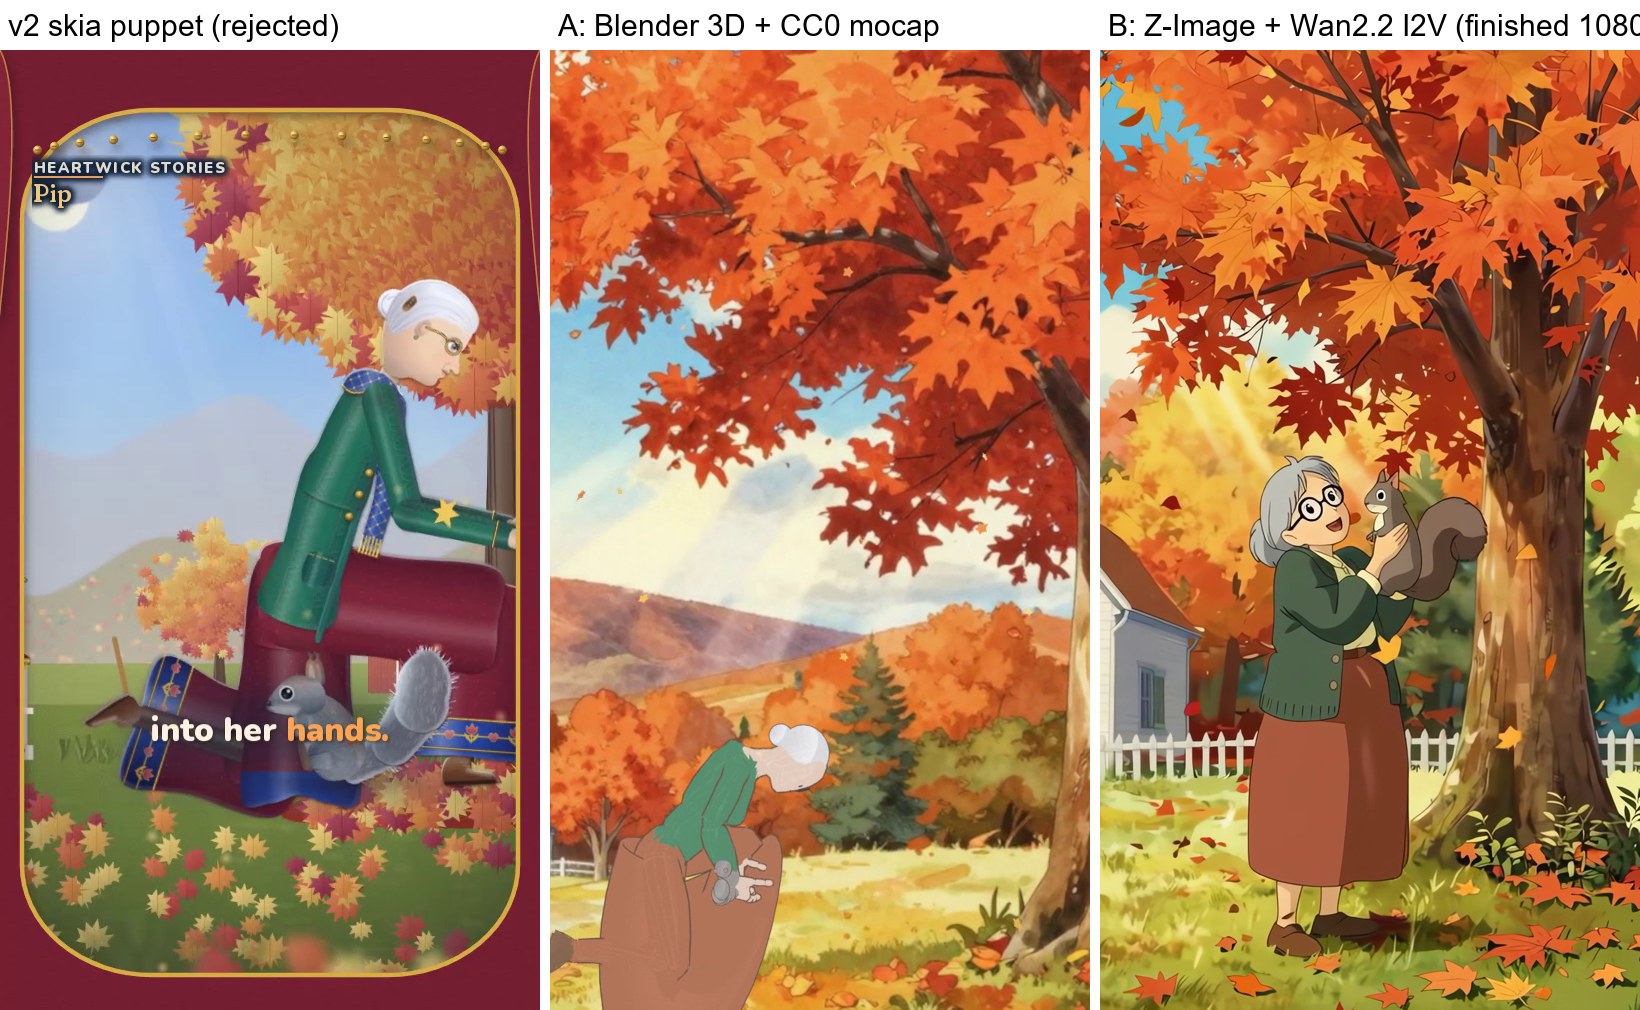 v2 skia puppet (rejected)
A: Blender 3D + CC0 mocap
B: Z-Image + Wan2.2 I2V (finished 1080
HEARTWICK STORIES
Pip
into her hands.